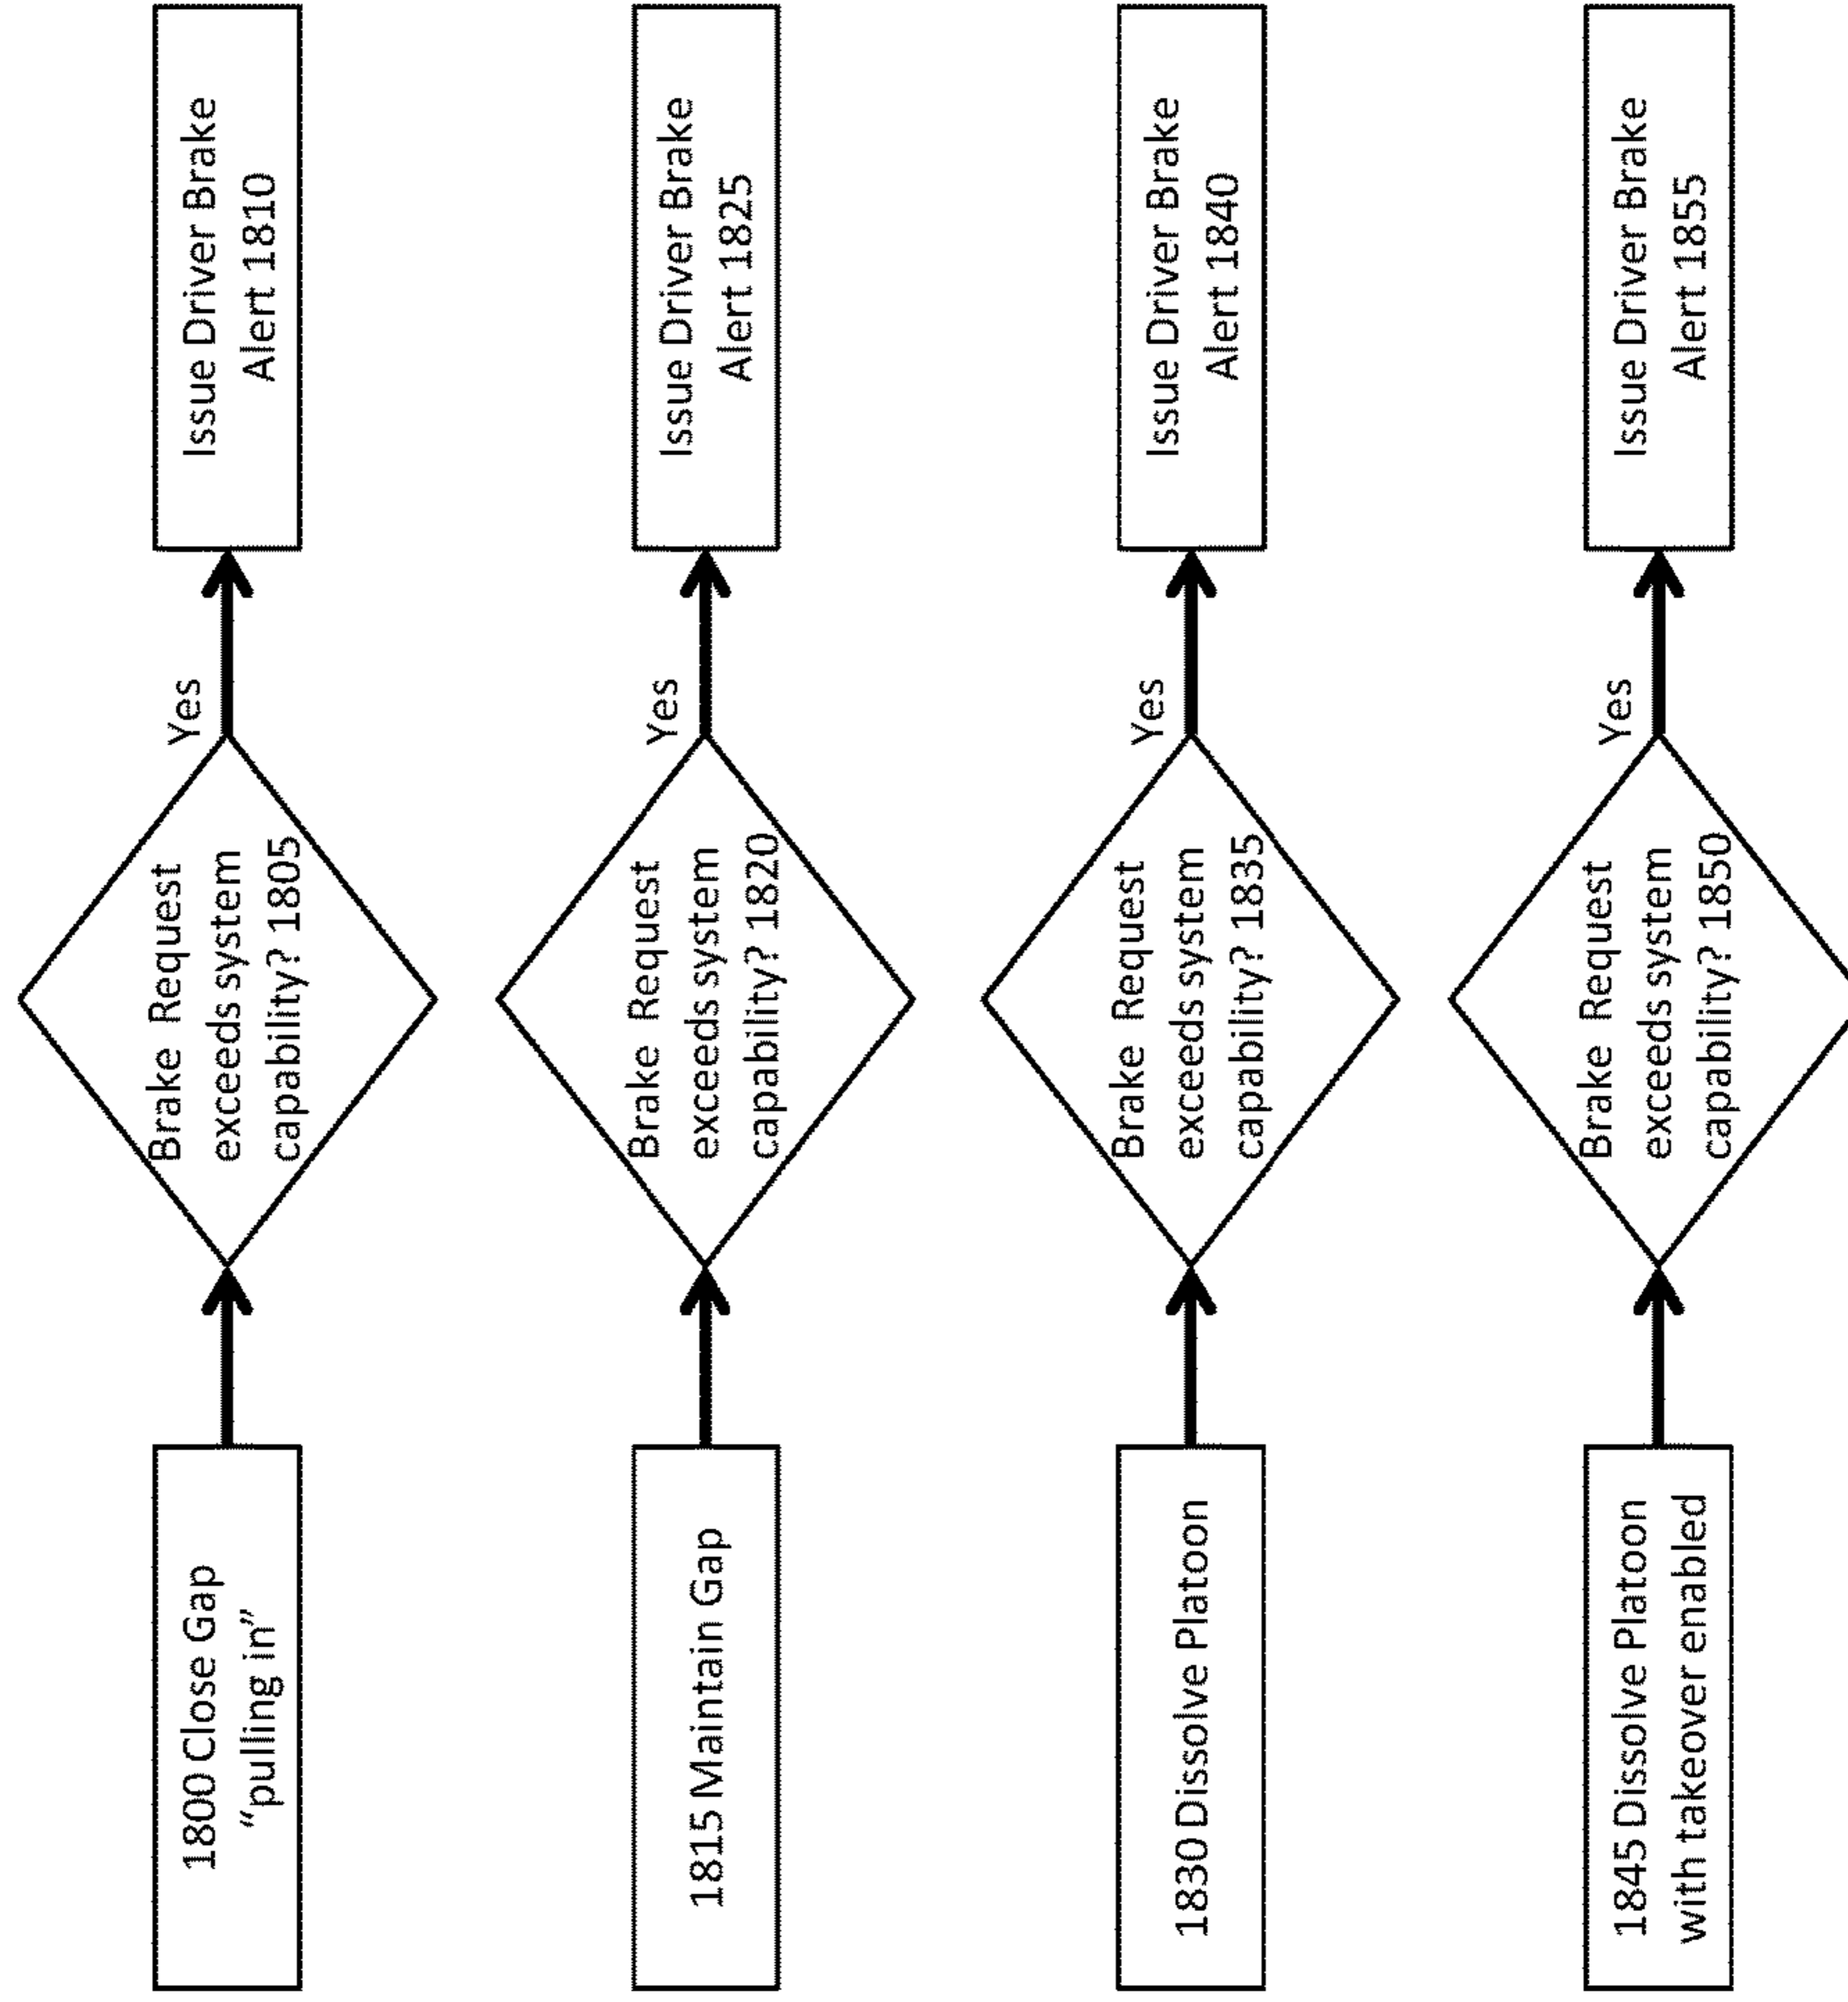 1800 Close Gap
“pulling in”
Brake Request
exceeds system
capability? 1805
Yes
Issue Driver Brake
Alert 1810
1815 Maintain Gap
Brake Request
exceeds system
capability? 1820
Yes
Issue Driver Brake
Alert 1825
1830 Dissolve Platoon
Brake Request
exceeds system
capability? 1835
Yes
Issue Driver Brake
Alert 1840
1845 Dissolve Platoon
with takeover enabled
Brake Request
exceeds system
capability? 1850
Yes
Issue Driver Brake
Alert 1855